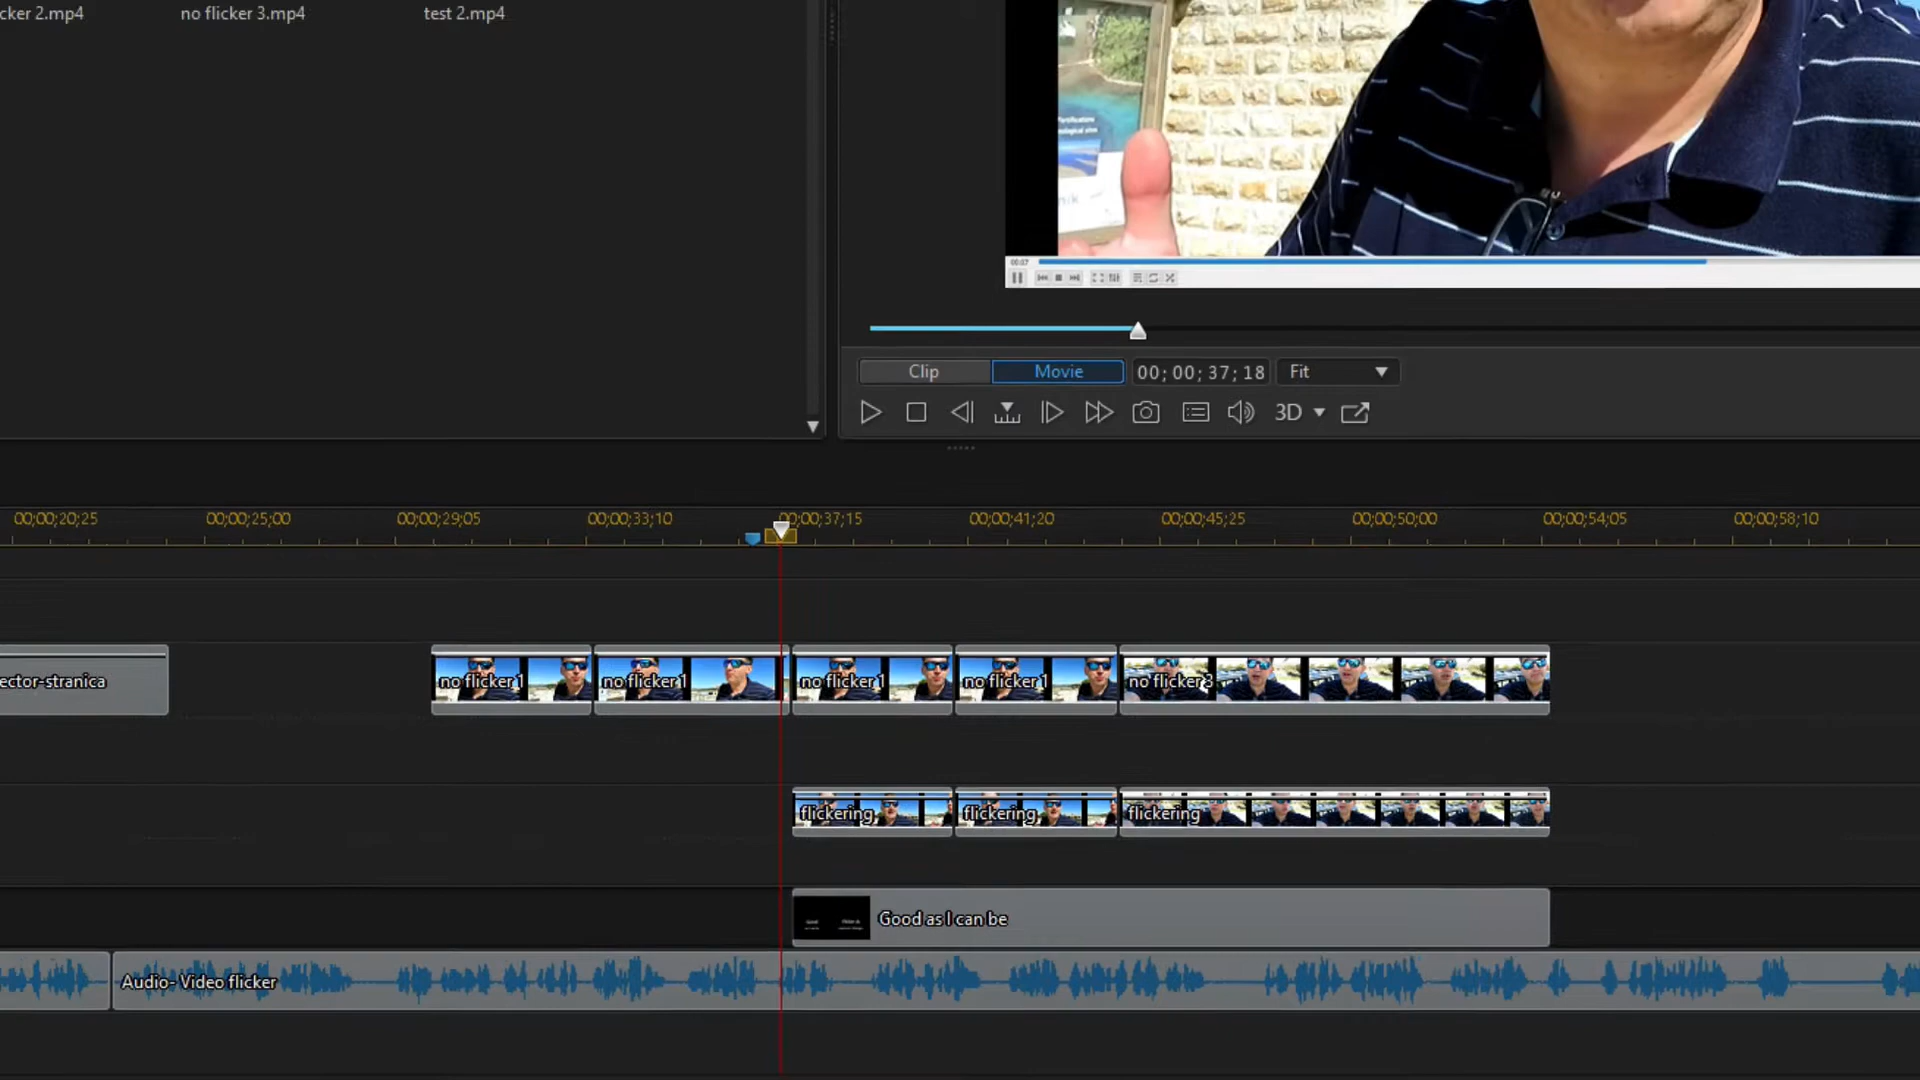 cker 2.mp4
no flicker 3.mp4
test 2.mp4
00:07
Clip
Movie
00; 00; 37; 18
Fit
3D
00;00;20;25
00;00;25;00
00;00;29;05
00;00;33;10
00;00;37;15
00;00;41;20
00;00;45;25
00;00;50;00
00;00;54;05
00;00;58;10
ector-stranica
no flicker 1
no flicker 1
no flicker 1
no flicker 1
no flicker 3
flickering
flickering
flickering
Good as I can be
Audio- Video flicker